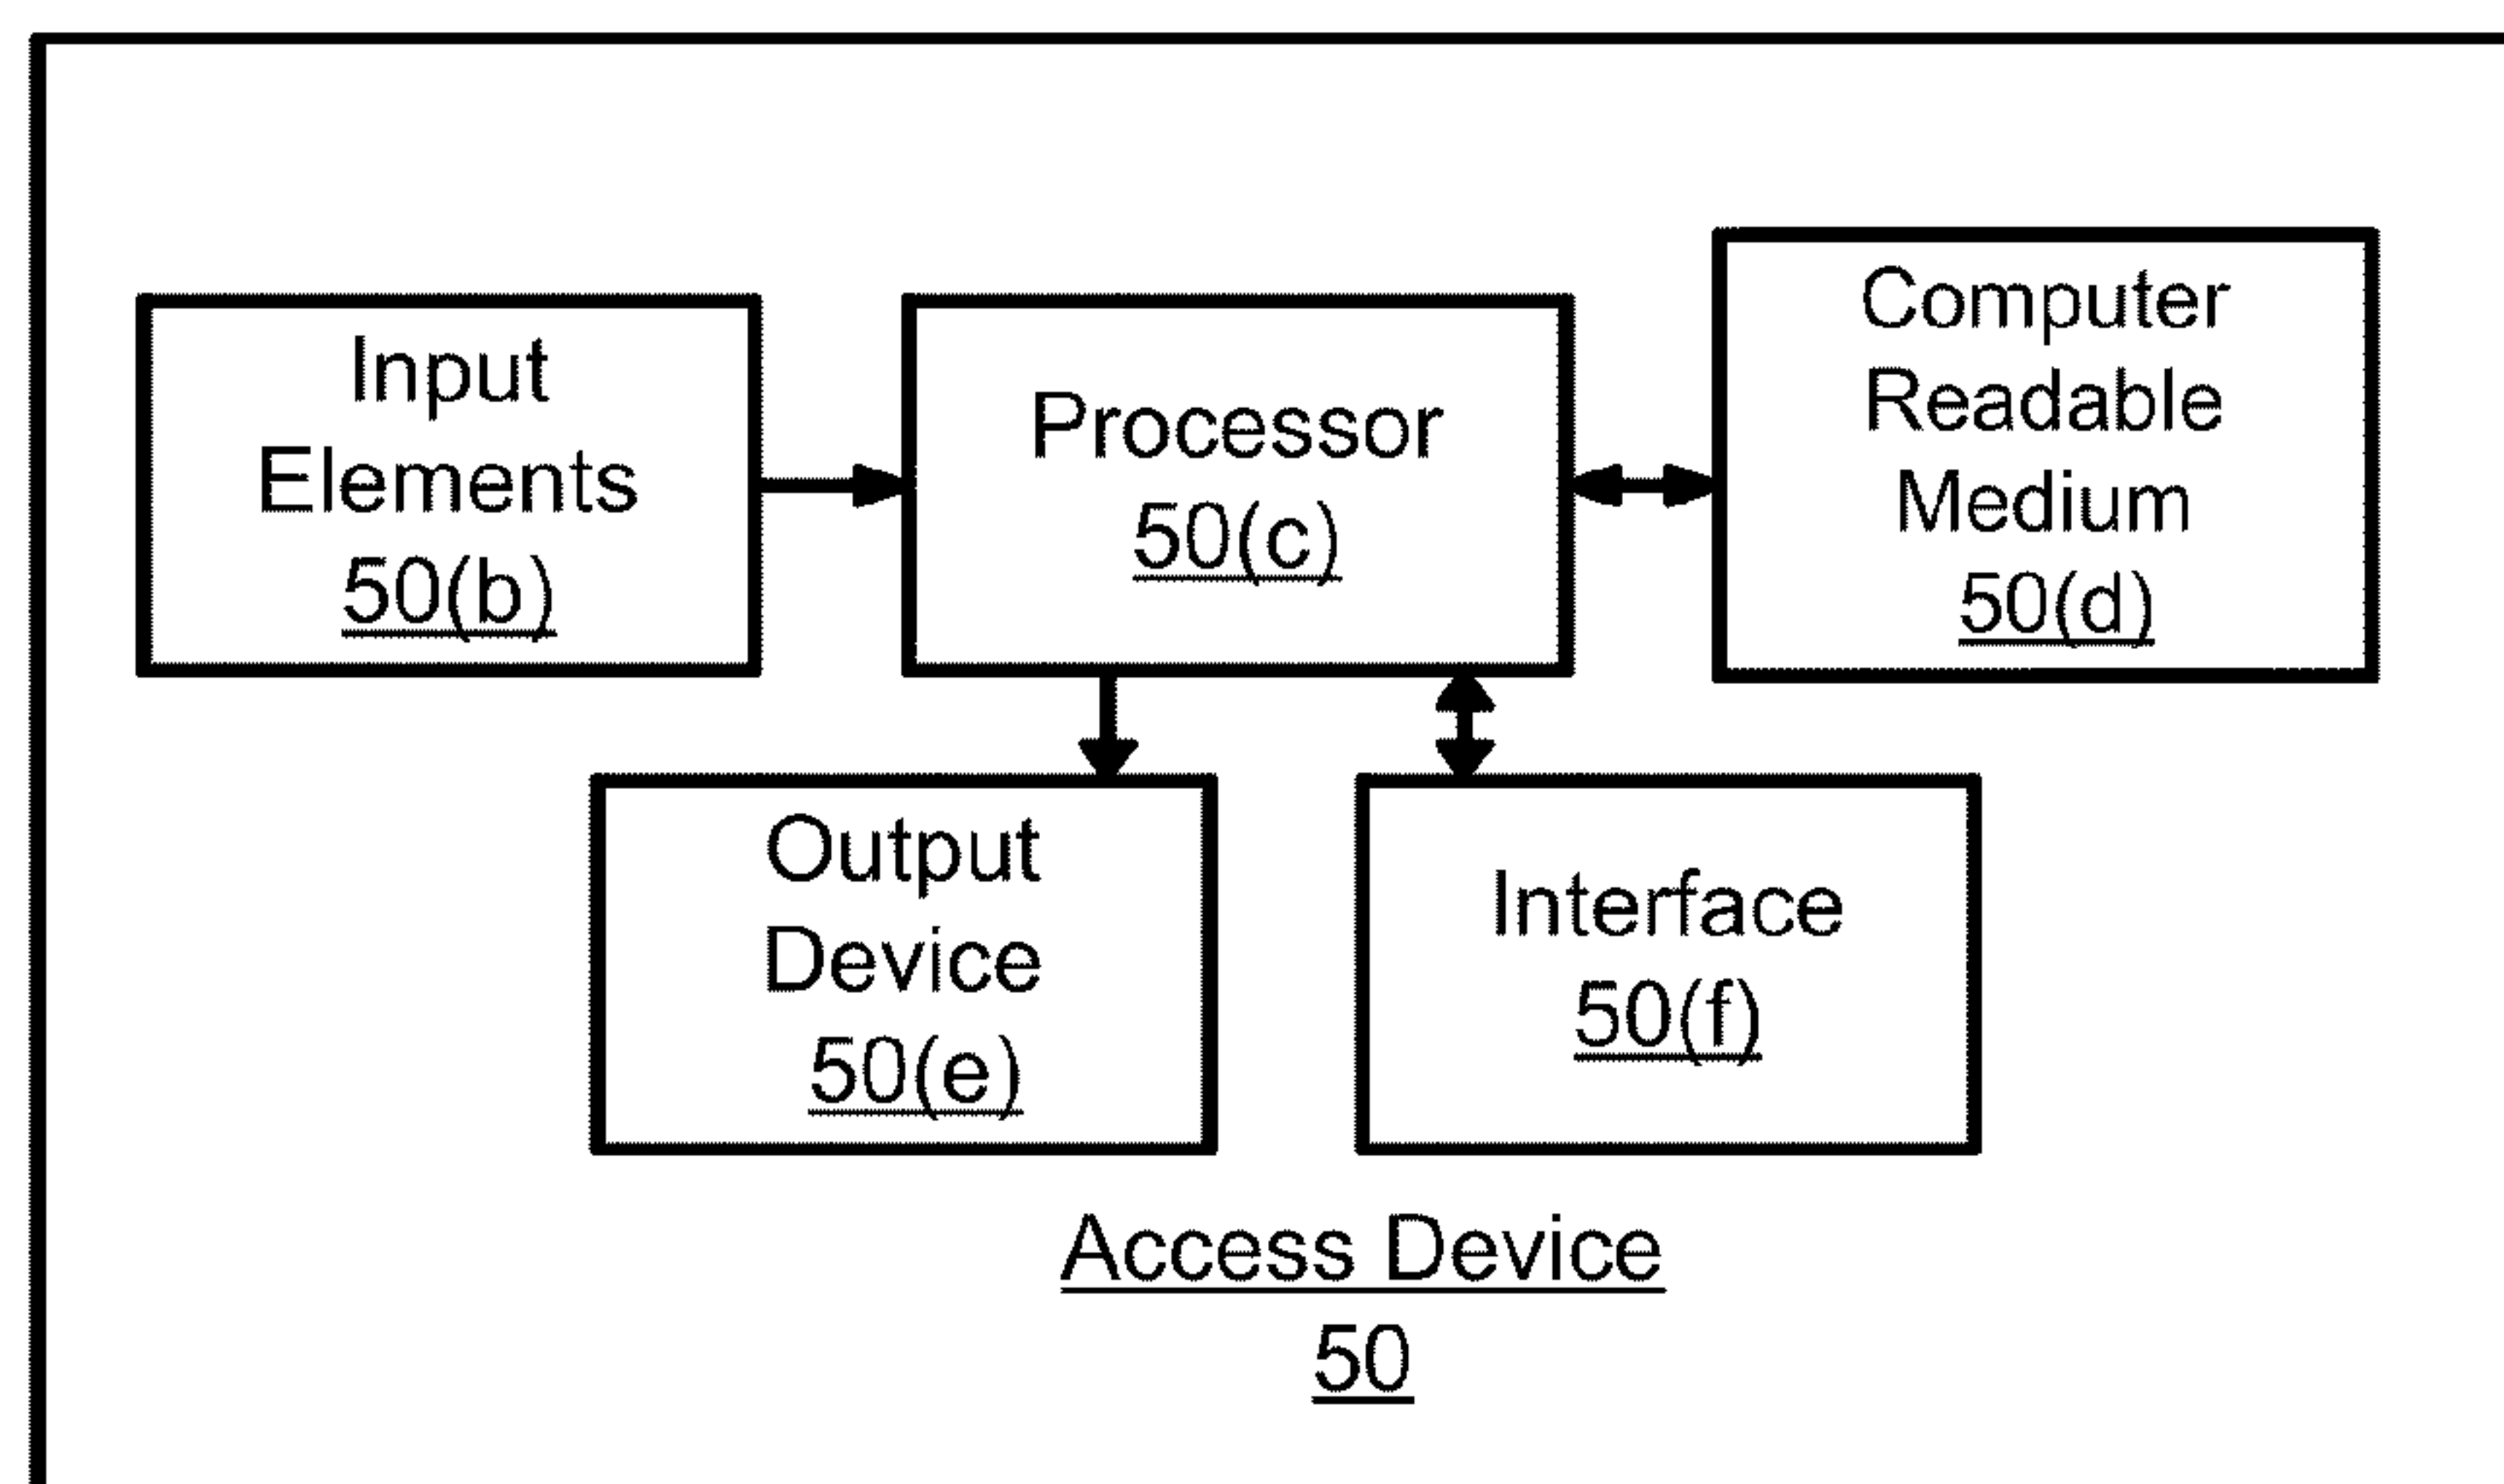 Input
Elements
50(b)
Processor
50(c)
Computer
Readable
Medium
50(d)
Output
Device
50(e)
Interface
50(f)
Access Device
50